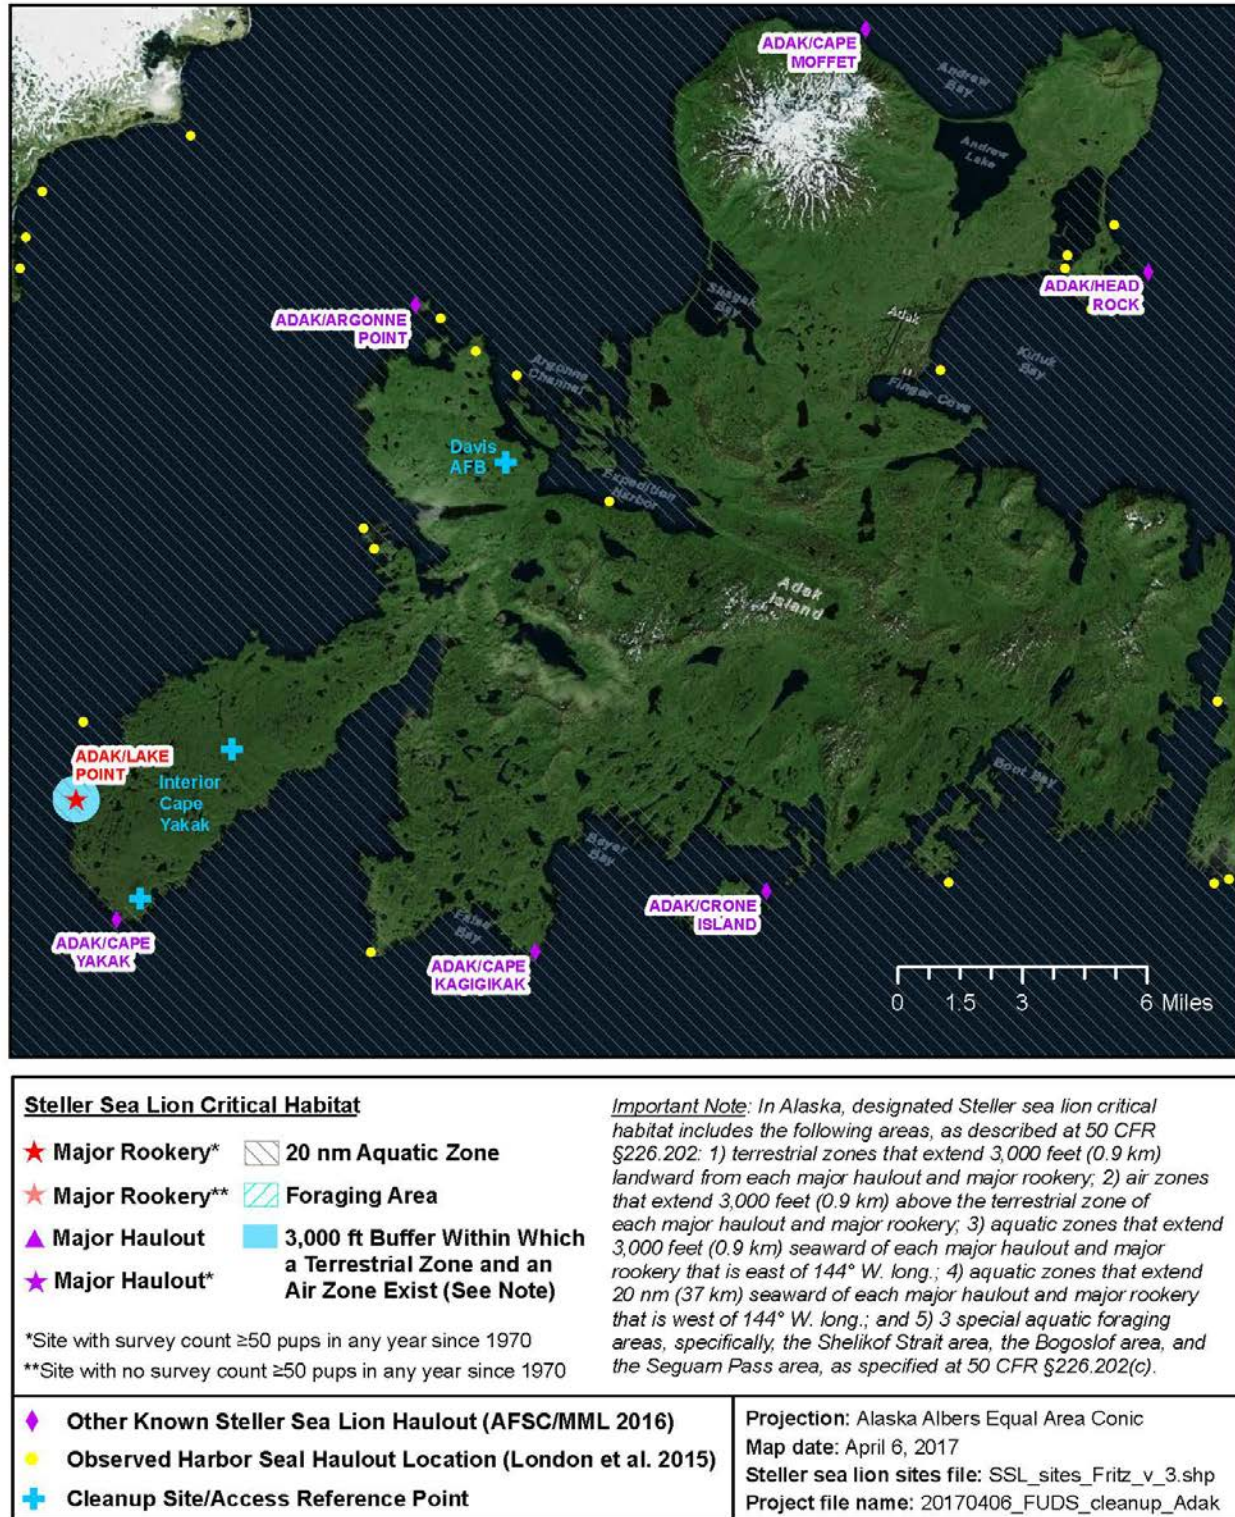 ADAK/CAPE
MOFFET
Andrew
Bay
Andrew
Lake
ADAK/HEAD
ROCK
Shagak
Bay
Adak
Kuluk
Bay
Finger Cove
ADAK/ARGONNE
POINT
Argonne
Channel
Davis
AFB
Expedition
Harbor
Adak
Island
ADAK/LAKE
POINT
Interior
Cape
Yakak
Boot Bay
Beyer
Bay
ADAK/CRONE
ISLAND
False
Bay
ADAK/CAPE
YAKAK
ADAK/CAPE
KAGIGIKAK
0 1.5 3 6 Miles
Steller Sea Lion Critical Habitat
Major Rookery*
Major Rookery**
Major Haulout
Major Haulout*
20 nm Aquatic Zone
Foraging Area
3,000 ft Buffer Within Which
a Terrestrial Zone and an
Air Zone Exist (See Note)
*Site with survey count ≥50 pups in any year since 1970
**Site with no survey count ≥50 pups in any year since 1970
Important Note: In Alaska, designated Steller sea lion critical
habitat includes the following areas, as described at 50 CFR
§226.202: 1) terrestrial zones that extend 3,000 feet (0.9 km)
landward from each major haulout and major rookery; 2) air zones
that extend 3,000 feet (0.9 km) above the terrestrial zone of
each major haulout and major rookery; 3) aquatic zones that extend
3,000 feet (0.9 km) seaward of each major haulout and major
rookery that is east of 144° W. long.; 4) aquatic zones that extend
20 nm (37 km) seaward of each major haulout and major rookery
that is west of 144° W. long.; and 5) 3 special aquatic foraging
areas, specifically, the Shelikof Strait area, the Bogoslof area, and
the Seguam Pass area, as specified at 50 CFR §226.202(c).
Other Known Steller Sea Lion Haulout (AFSC/MML 2016)
Observed Harbor Seal Haulout Location (London et al. 2015)
Cleanup Site/Access Reference Point
Projection: Alaska Albers Equal Area Conic
Map date: April 6, 2017
Steller sea lion sites file: SSL_sites_Fritz_v_3.shp
Project file name: 20170406_FUDS_cleanup_Adak